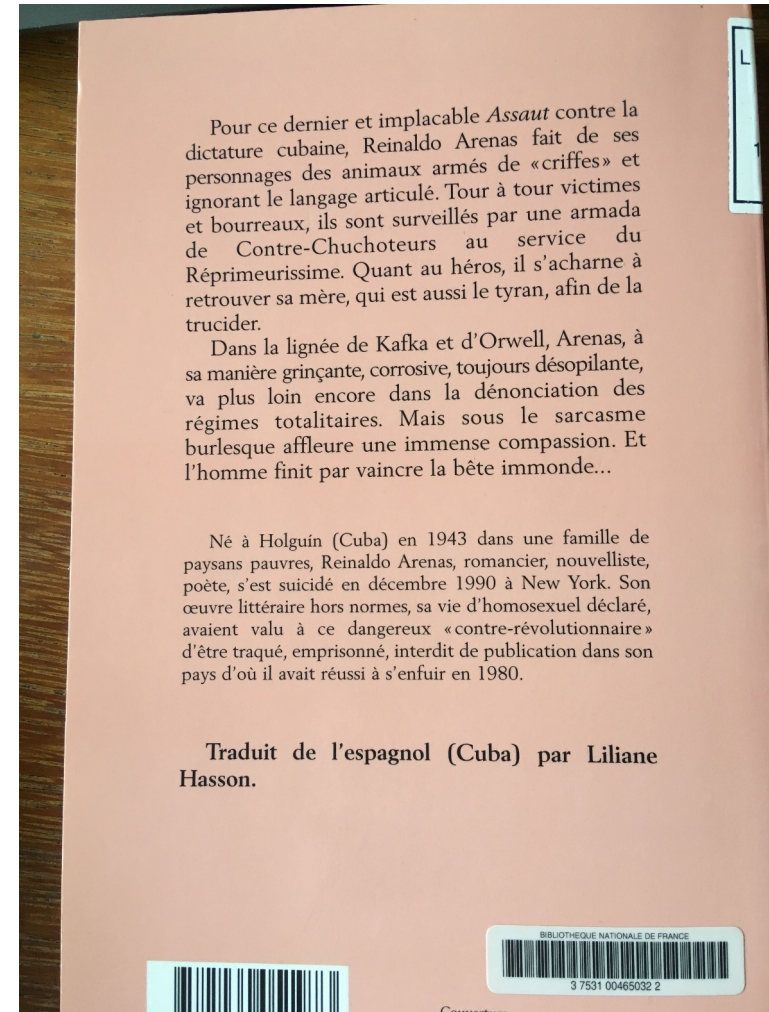 L
1
Pour ce dernier et implacable Assaut contre la
dictature cubaine, Reinaldo Arenas fait de ses
personnages des animaux armés de «criffes» et
ignorant le langage articulé. Tour à tour victimes
et bourreaux, ils sont surveillés par une armada
de Contre-Chuchoteurs au service du
Réprimeurissime. Quant au héros, il s'acharne à
retrouver sa mère, qui est aussi le tyran, afin de la
trucider.
Dans la lignée de Kafka et d'Orwell, Arenas, à
sa manière grinçante, corrosive, toujours désopilante,
va plus loin encore dans la dénonciation des
régimes totalitaires. Mais sous le sarcasme
burlesque affleure une immense compassion. Et
l'homme finit par vaincre la bête immonde...
Né à Holguín (Cuba) en 1943 dans une famille de
paysans pauvres, Reinaldo Arenas, romancier, nouvelliste,
poète, s'est suicidé en décembre 1990 à New York. Son
œuvre littéraire hors normes, sa vie d'homosexuel déclaré,
avaient valu à ce dangereux «contre-révolutionnaire»
d'être traqué, emprisonné, interdit de publication dans son
pays d'où il avait réussi à s'enfuir en 1980.
Traduit de l'espagnol (Cuba) par Liliane
Hasson.
BIBLIOTHEQUE NATIONALE DE FRANCE
3 7531 00465032 2